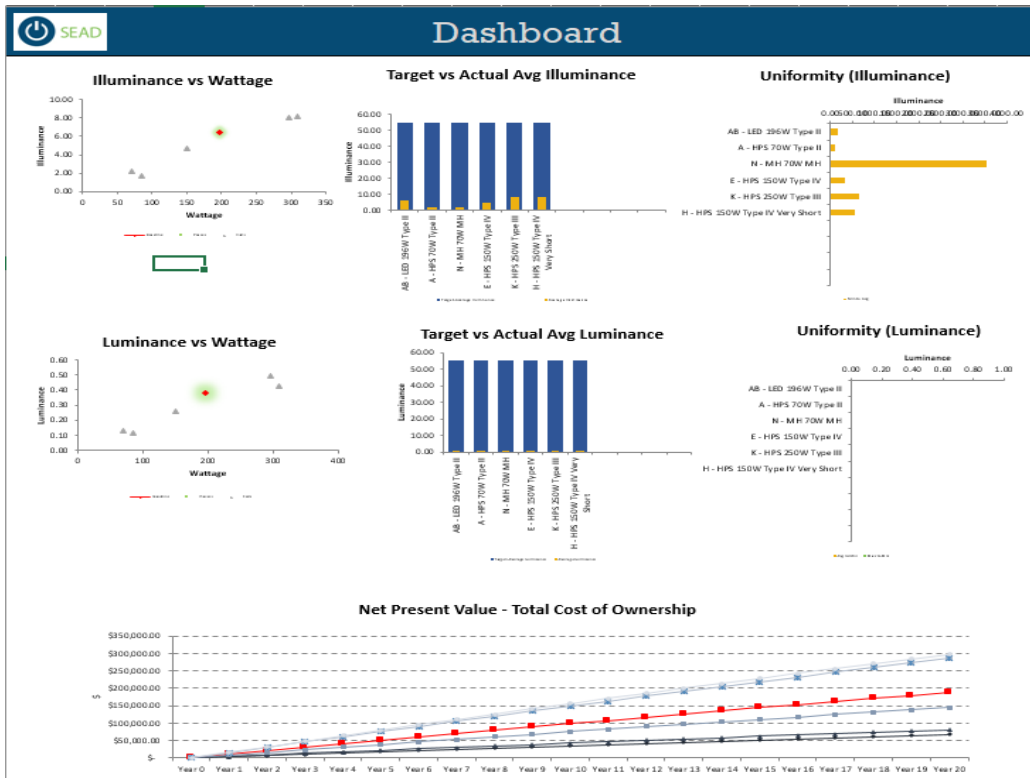 SEAD
Dashboard
Illuminance vs Wattage
10.00
8.00
6.00
4.00
2.00
0.00
Illuminance
0 50 100 150 200 250 300 350
Wattage
Target vs Actual Avg Illuminance
60.00
50.00
40.00
30.00
20.00
10.00
0.00
Illuminance
AB - LED 196W Type II
A - HPS 70W Type II
N - MH 70W MH
E - HPS 150W Type IV
K - HPS 250W Type III
H - HPS 150W Type IV
Very Short
Uniformity (Illuminance)
Illuminance
AB - LED 196W Type II
A - HPS 70W Type II
N - MH 70W MH
E - HPS 150W Type IV
K - HPS 250W Type III
H - HPS 150W Type IV Very Short
Luminance vs Wattage
0.60
0.50
0.40
0.30
0.20
0.10
0.00
Luminance
0 100 200 300 400
Wattage
Target vs Actual Avg Luminance
60.00
50.00
40.00
30.00
20.00
10.00
0.00
Luminance
AB - LED 196W Type II
A - HPS 70W Type II
N - MH 70W MH
E - HPS 150W Type IV
K - HPS 250W Type III
H - HPS 150W Type IV Very
Short
Uniformity (Luminance)
Luminance
0.00 0.20 0.40 0.60 0.80 1.00
AB - LED 196W Type II
A - HPS 70W Type II
N - MH 70W MH
E - HPS 150W Type IV
K - HPS 250W Type III
H - HPS 150W Type IV Very Short
Net Present Value - Total Cost of Ownership
$350,000.00
$300,000.00
$250,000.00
$200,000.00
$150,000.00
$100,000.00
$50,000.00
$-
$
Year 0 Year 1 Year 2 Year 3 Year 4 Year 5 Year 6 Year 7 Year 8 Year 9 Year 10 Year 11 Year 12 Year 13 Year 14 Year 15 Year 16 Year 17 Year 18 Year 19 Year 20